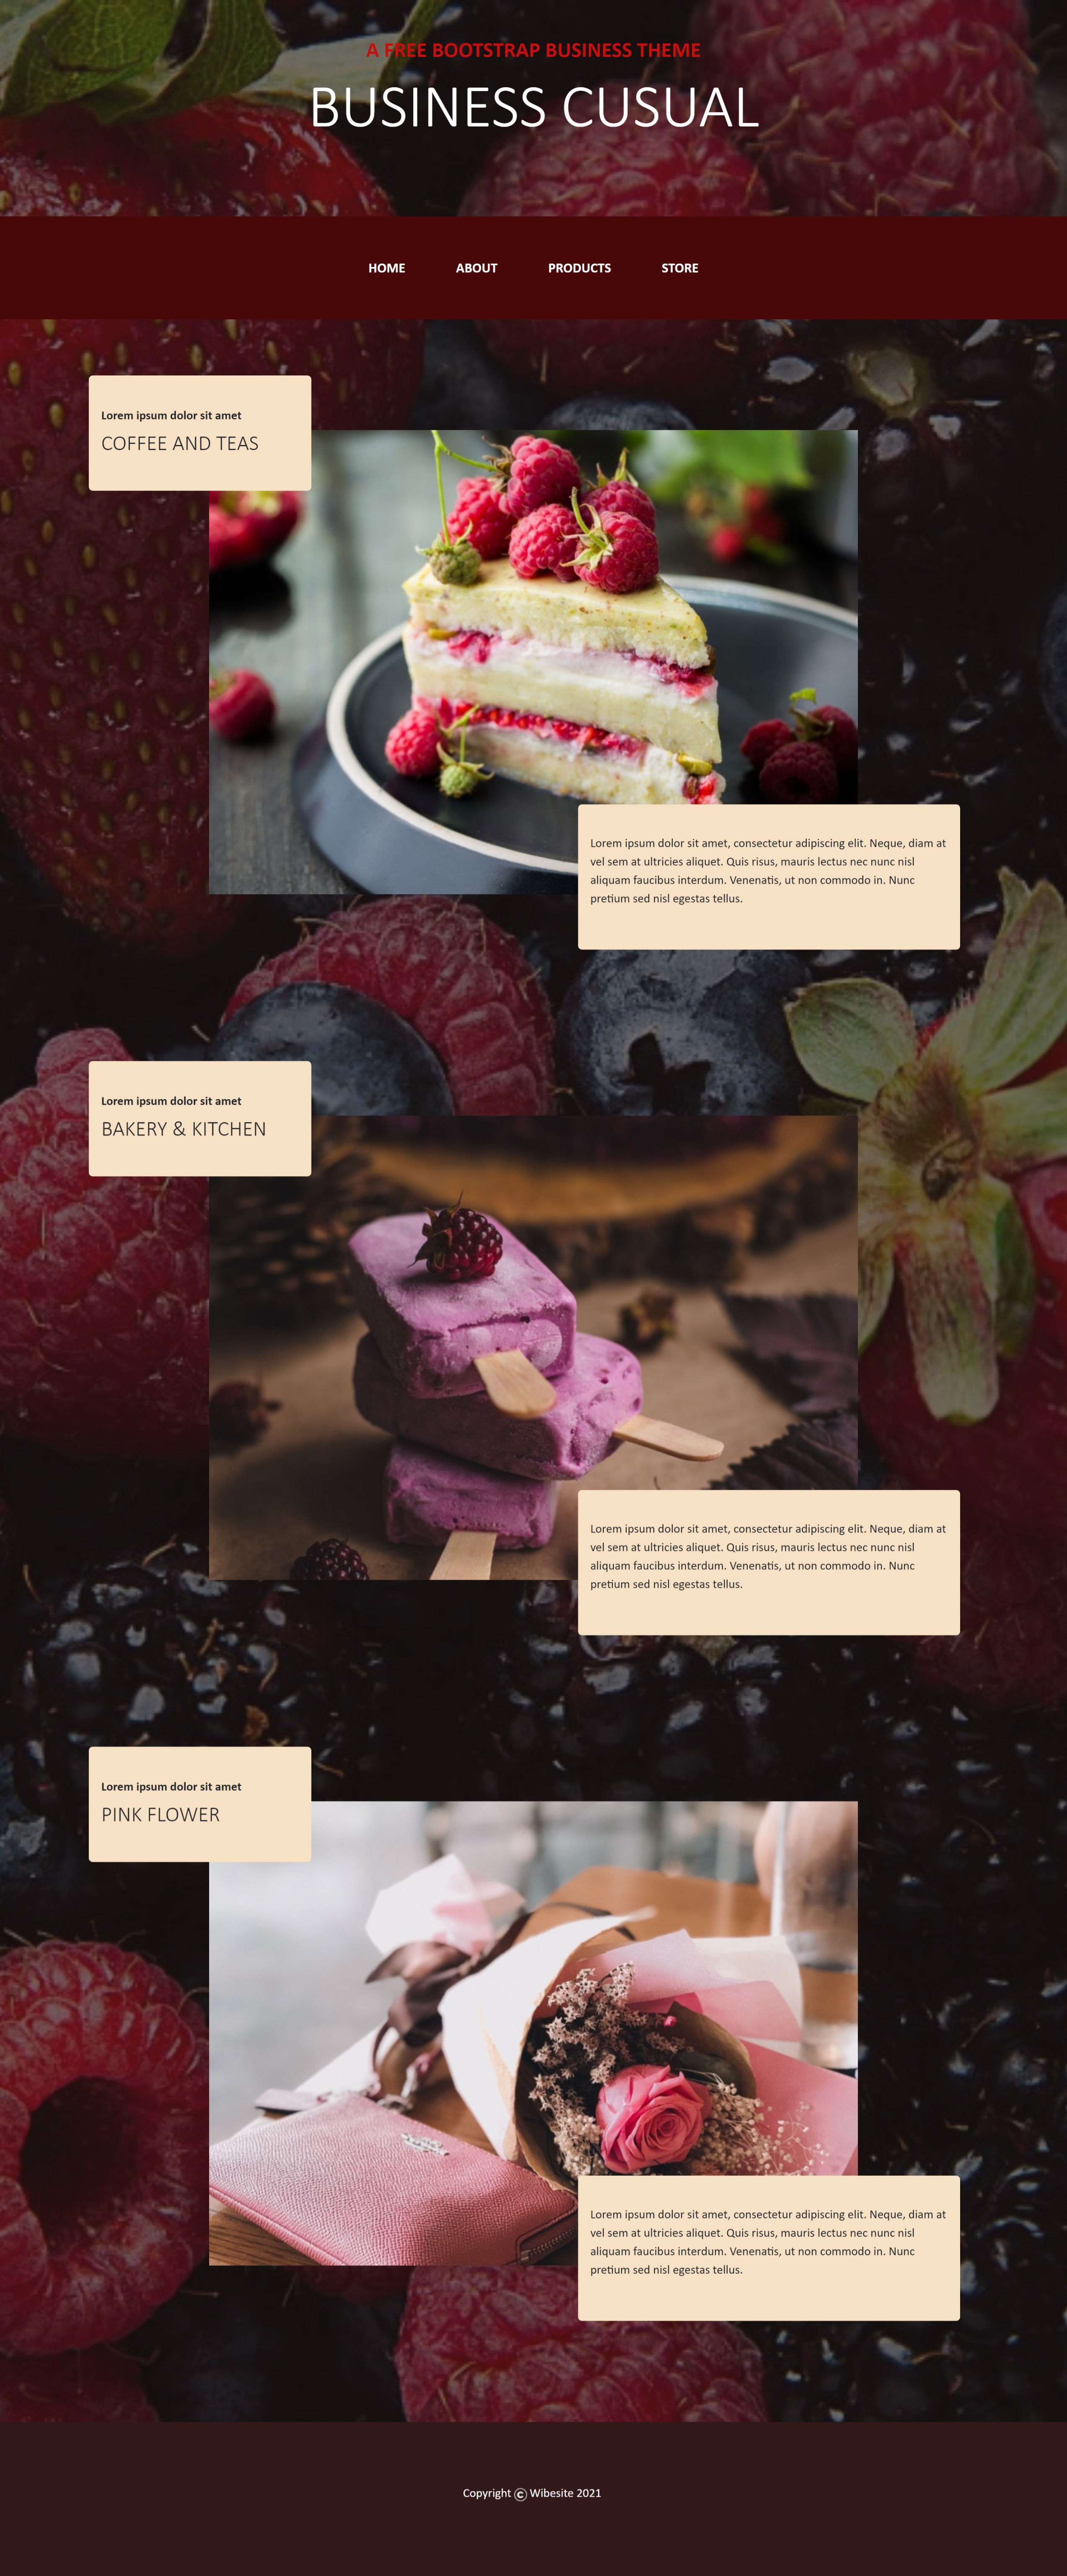 A FREE BOOTSTRAP BUSINESS THEME
BUSINESS CUSUAL
HOME ABOUT PRODUCTS STORE
Lorem ipsum dolor sit amet
COFFEE AND TEAS
Lorem ipsum dolor sit amet, consectetur adipiscing elit. Neque, diam at
vel sem at ultricies aliquet. Quis risus, mauris lectus nec nunc nisl
aliquam faucibus interdum. Venenatis, ut non commodo in. Nunc
pretium sed nisl egestas tellus.
Lorem ipsum dolor sit amet
BAKERY & KITCHEN
Lorem ipsum dolor sit amet, consectetur adipiscing elit. Neque, diam at
vel sem at ultricies aliquet. Quis risus, mauris lectus nec nunc nisl
aliquam faucibus interdum. Venenatis, ut non commodo in. Nunc
pretium sed nisl egestas tellus.
Lorem ipsum dolor sit amet
PINK FLOWER
Lorem ipsum dolor sit amet, consectetur adipiscing elit. Neque, diam at
vel sem at ultricies aliquet. Quis risus, mauris lectus nec nunc nisl
aliquam faucibus interdum. Venenatis, ut non commodo in. Nunc
pretium sed nisl egestas tellus.
Copyright © Wibesite 2021